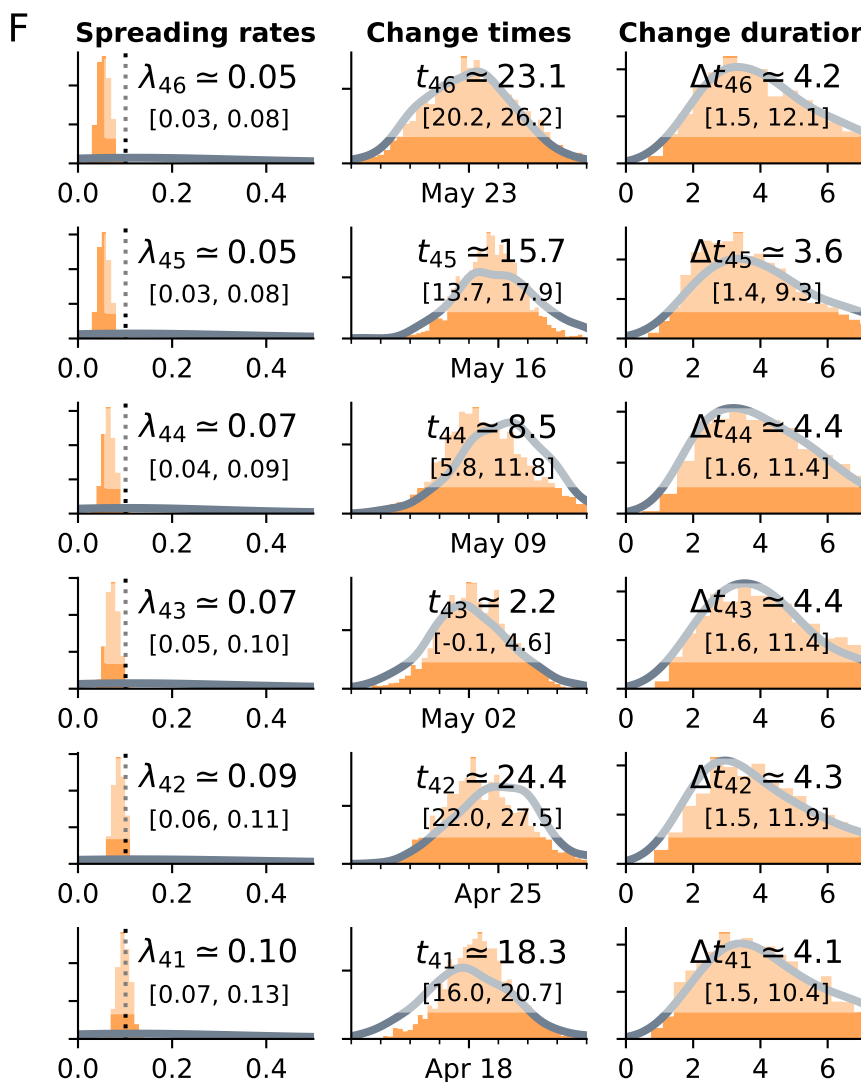 F
Spreading rates Change times Change duration
λ46 ≃ 0.05 t46 ≃ 23.1 Δt46 ≃ 4.2
[0.03, 0.08] [20.2, 26.2] [1.5, 12.1]
0.0 0.2 0.4 May 23 0 2 4 6
λ45 ≃ 0.05 t45 ≃ 15.7 Δt45 ≃ 3.6
[0.03, 0.08] [13.7, 17.9] [1.4, 9.3]
0.0 0.2 0.4 May 16 0 2 4 6
λ44 ≃ 0.07 t44 ≃ 8.5 Δt44 ≃ 4.4
[0.04, 0.09] [5.8, 11.8] [1.6, 11.4]
0.0 0.2 0.4 May 09 0 2 4 6
λ43 ≃ 0.07 t43 ≃ 2.2 Δt43 ≃ 4.4
[0.05, 0.10] [-0.1, 4.6] [1.6, 11.4]
0.0 0.2 0.4 May 02 0 2 4 6
λ42 ≃ 0.09 t42 ≃ 24.4 Δt42 ≃ 4.3
[0.06, 0.11] [22.0, 27.5] [1.5, 11.9]
0.0 0.2 0.4 Apr 25 0 2 4 6
λ41 ≃ 0.10 t41 ≃ 18.3 Δt41 ≃ 4.1
[0.07, 0.13] [16.0, 20.7] [1.5, 10.4]
0.0 0.2 0.4 Apr 18 0 2 4 6